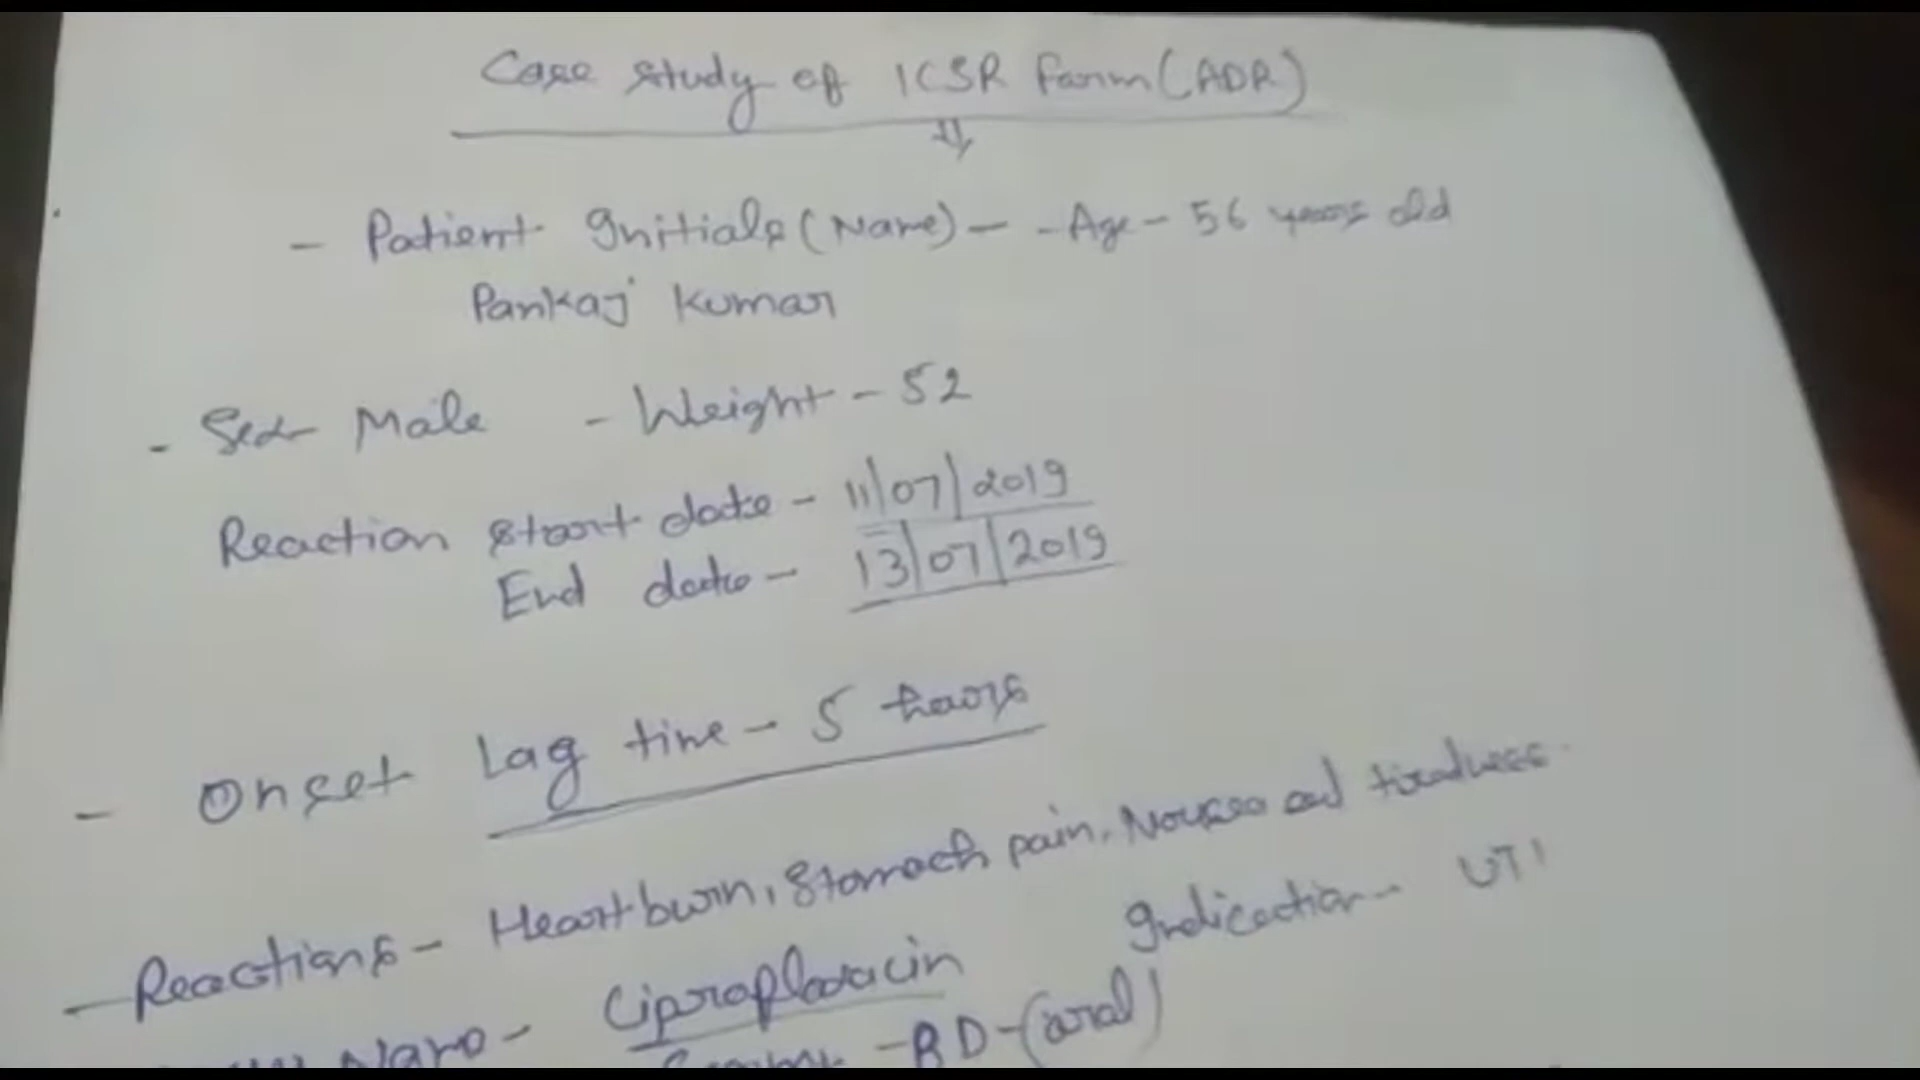 Case study of ICSR Form (ADR)
- Patient Initials (Name) - - Age - 56 years old
Pankaj Kumar
- Sex Male - Weight - 52
Reaction start date - 11/07/2019
End date - 13/07/2019
- Onset Lag time - 5 hours
- Reactions - Heartburn, Stomach pain, Nausea and tiredness.
Indication - UTI
Name - Ciprofloxacin
- BD - (oral)